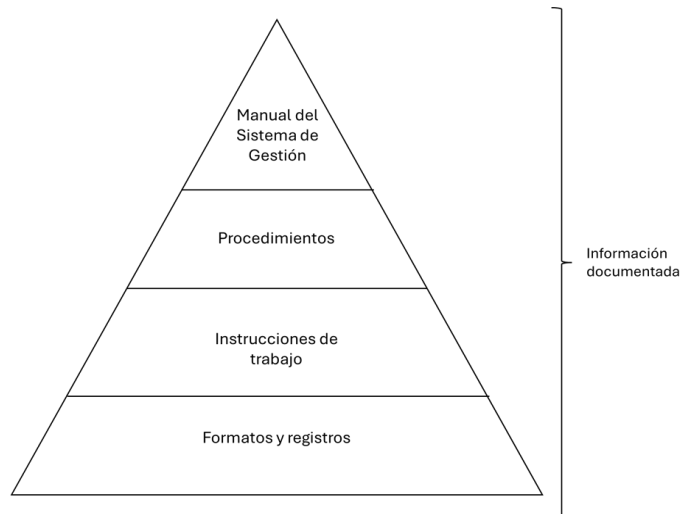 Manual del
Sistema de
Gestión
Procedimientos
Información
documentada
Instrucciones de
trabajo
Formatos y registros